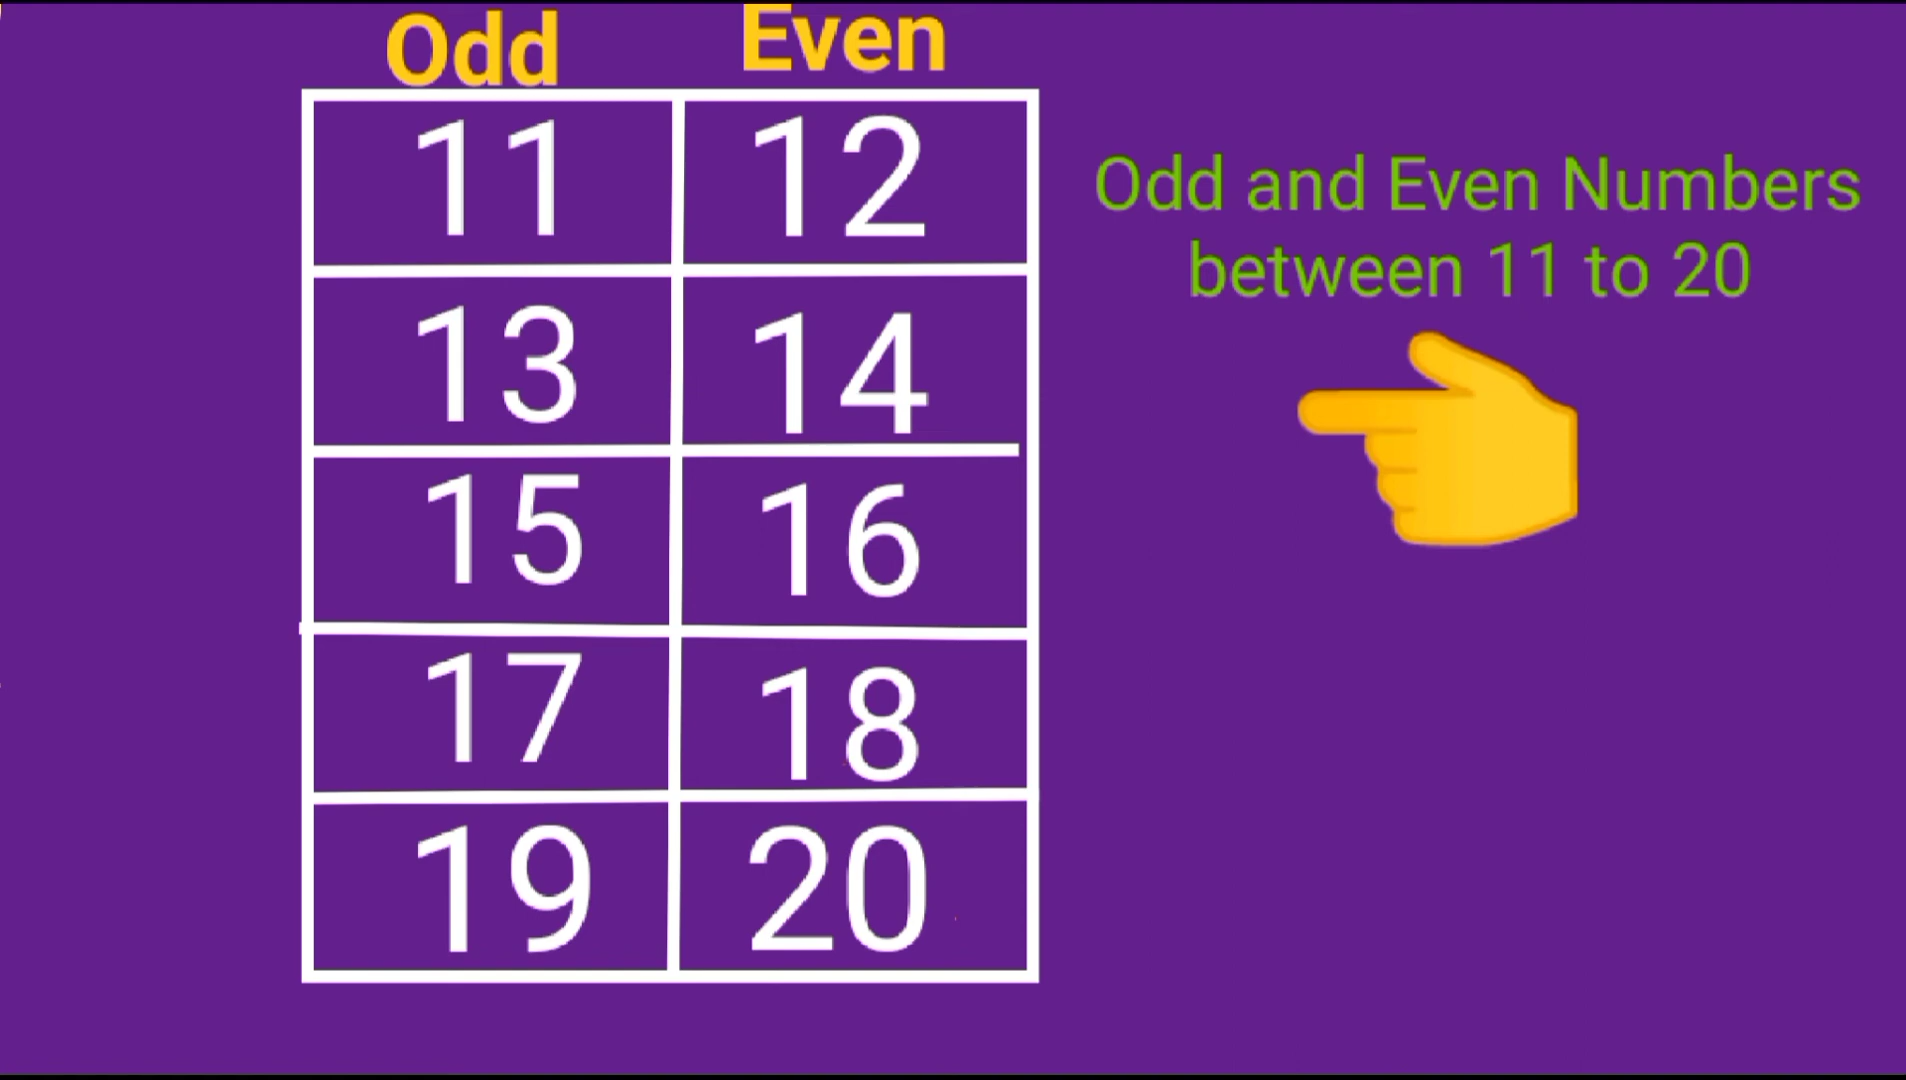 Odd Even
11 12
13 14
15 16
17 18
19 20
Odd and Even Numbers
between 11 to 20